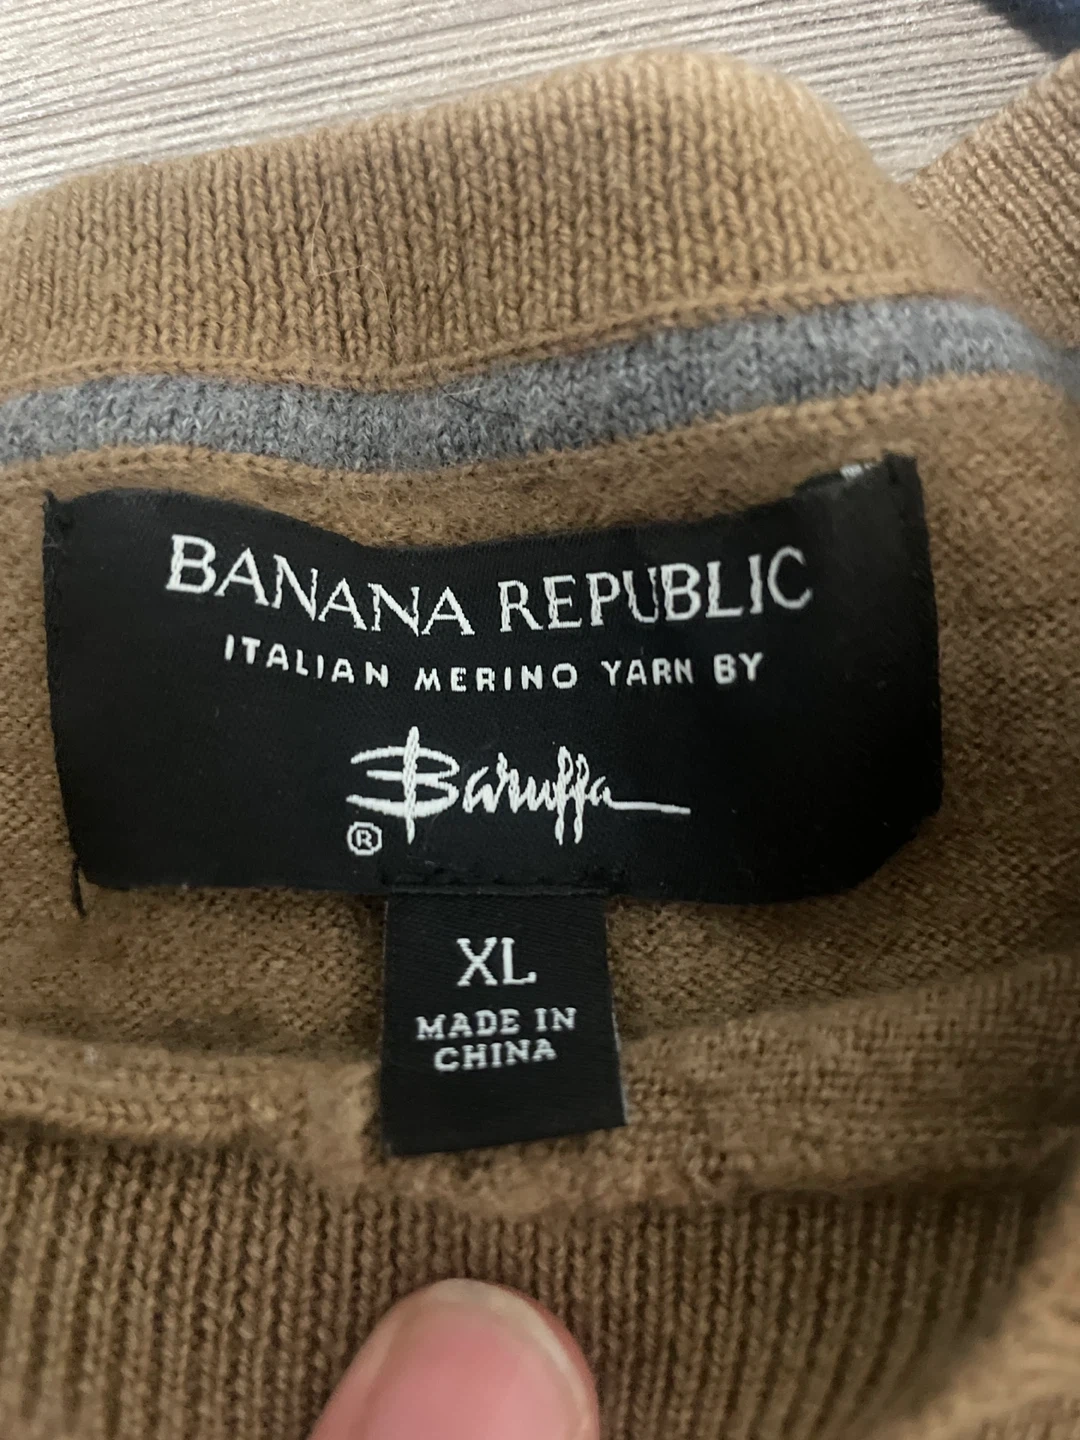 BANANA REPUBLIC
ITALIAN MERINO YARN BY
Baruffa
®
XL
MADE IN
CHINA